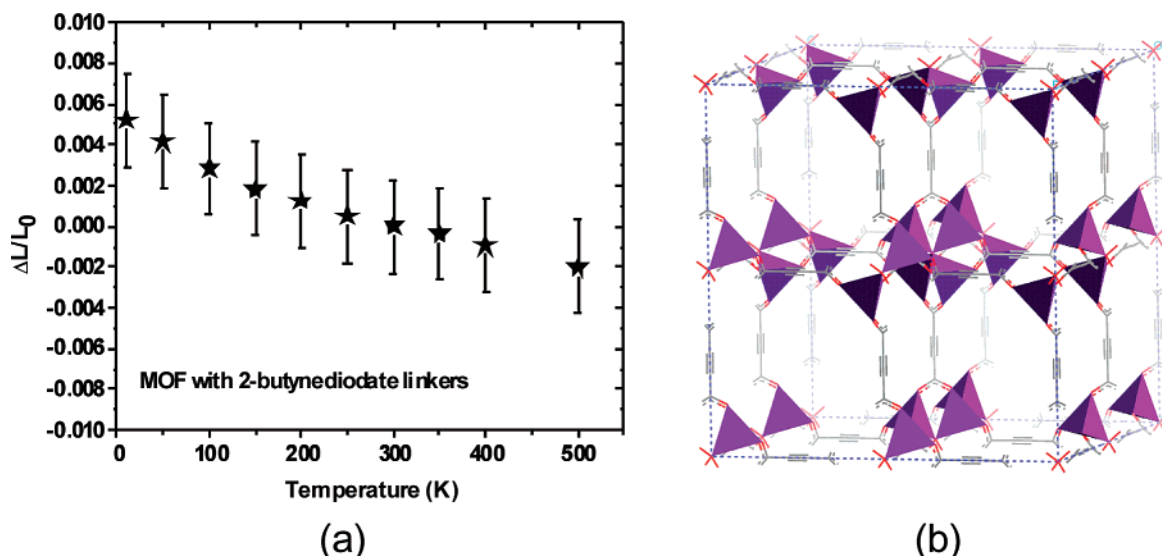 0.010
0.008
0.006
0.004
0.002
0.000
-0.002
-0.004
-0.006
-0.008
-0.010
ΔL/L₀
MOF with 2-butynediodate linkers
0 100 200 300 400 500
Temperature (K)
(a) (b)